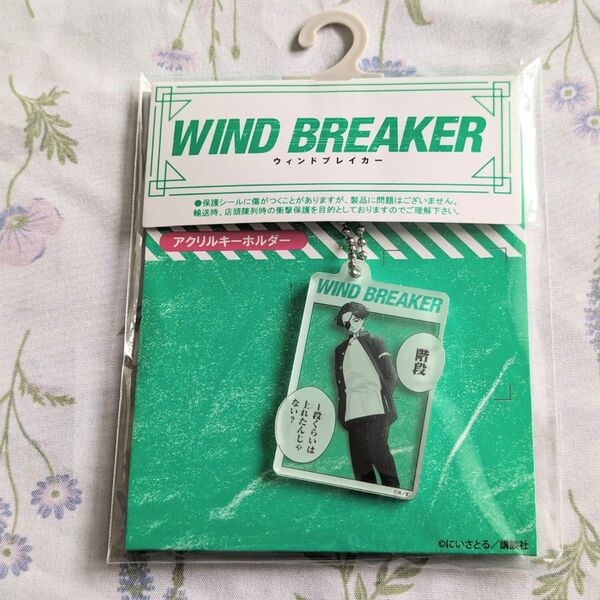 WIND BREAKER
ウィンドブレイカー
●保護シールに傷がつくことがありますが、製品に問題はございません。
輸送時、店頭陳列時の衝撃保護を目的としておりますのでご理解下さい。
アクリルキーホルダー
WIND BREAKER
階段
一段くらいは
上れたんじゃ
ない？
©にいさとる／講談社